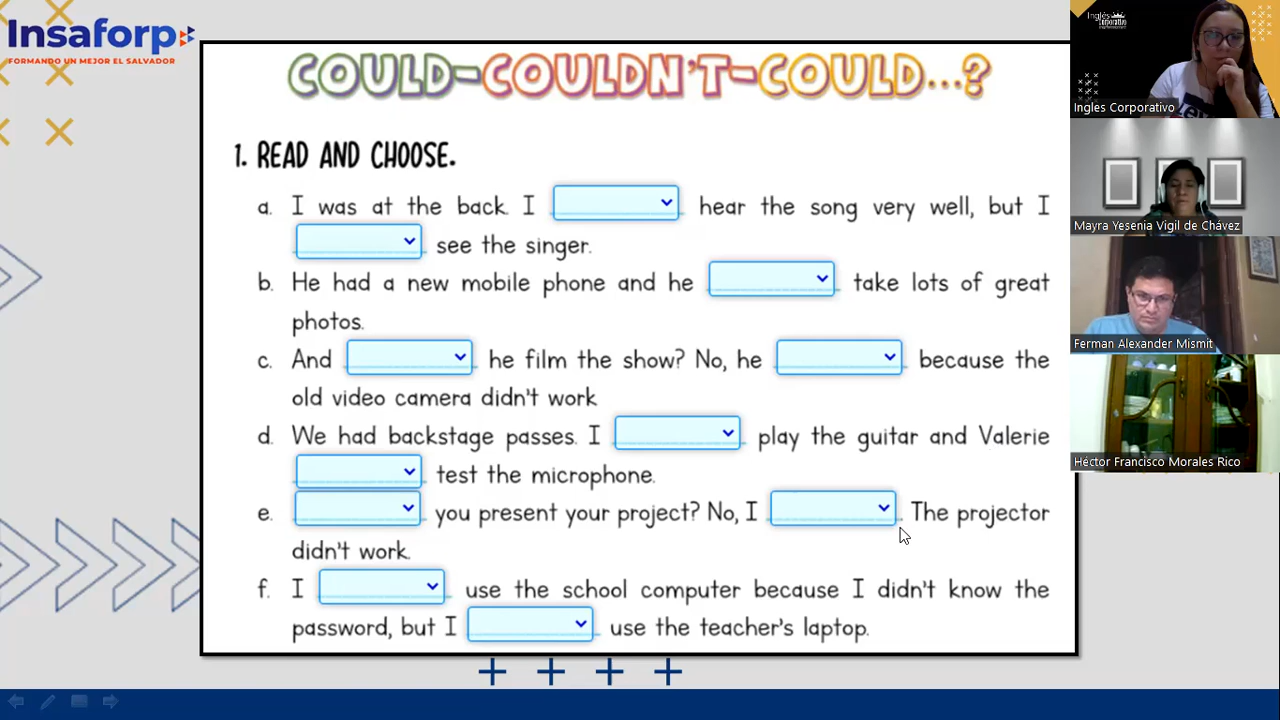 Insaforp
FORMANDO UN MEJOR EL SALVADOR
COULD-COULDN'T-COULD...?
1. READ AND CHOOSE.
a. I was at the back. I hear the song very well, but I
see the singer.
b. He had a new mobile phone and he take lots of great
photos.
c. And he film the show? No, he because the
old video camera didn't work
d. We had backstage passes. I play the guitar and Valerie
test the microphone.
e. you present your project? No, I . The projector
didn't work.
f. I use the school computer because I didn't know the
password, but I use the teacher's laptop.
Inglés
Corporativo
Ingles Corporativo
Mayra Yesenia Vigil de Chávez
Ferman Alexander Mismit
Héctor Francisco Morales Rico